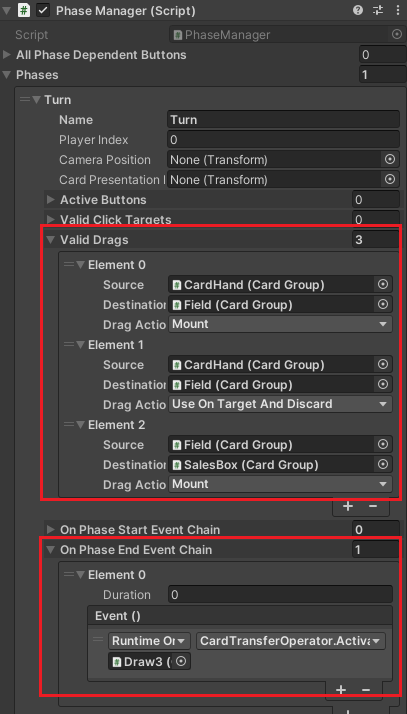 Phase Manager (Script)
Script PhaseManager
All Phase Dependent Buttons 0
Phases 1
Turn
Name Turn
Player Index 0
Camera Position None (Transform)
Card Presentation None (Transform)
Active Buttons 0
Valid Click Targets 0
Valid Drags 3
Element 0
Source CardHand (Card Group)
Destination Field (Card Group)
Drag Actio Mount
Element 1
Source CardHand (Card Group)
Destination Field (Card Group)
Drag Actio Use On Target And Discard
Element 2
Source Field (Card Group)
Destination SalesBox (Card Group)
Drag Actio Mount
+ −
On Phase Start Event Chain 0
On Phase End Event Chain 1
Element 0
Duration 0
Event ()
Runtime On CardTransferOperator.Activa
Draw3 (
+ −